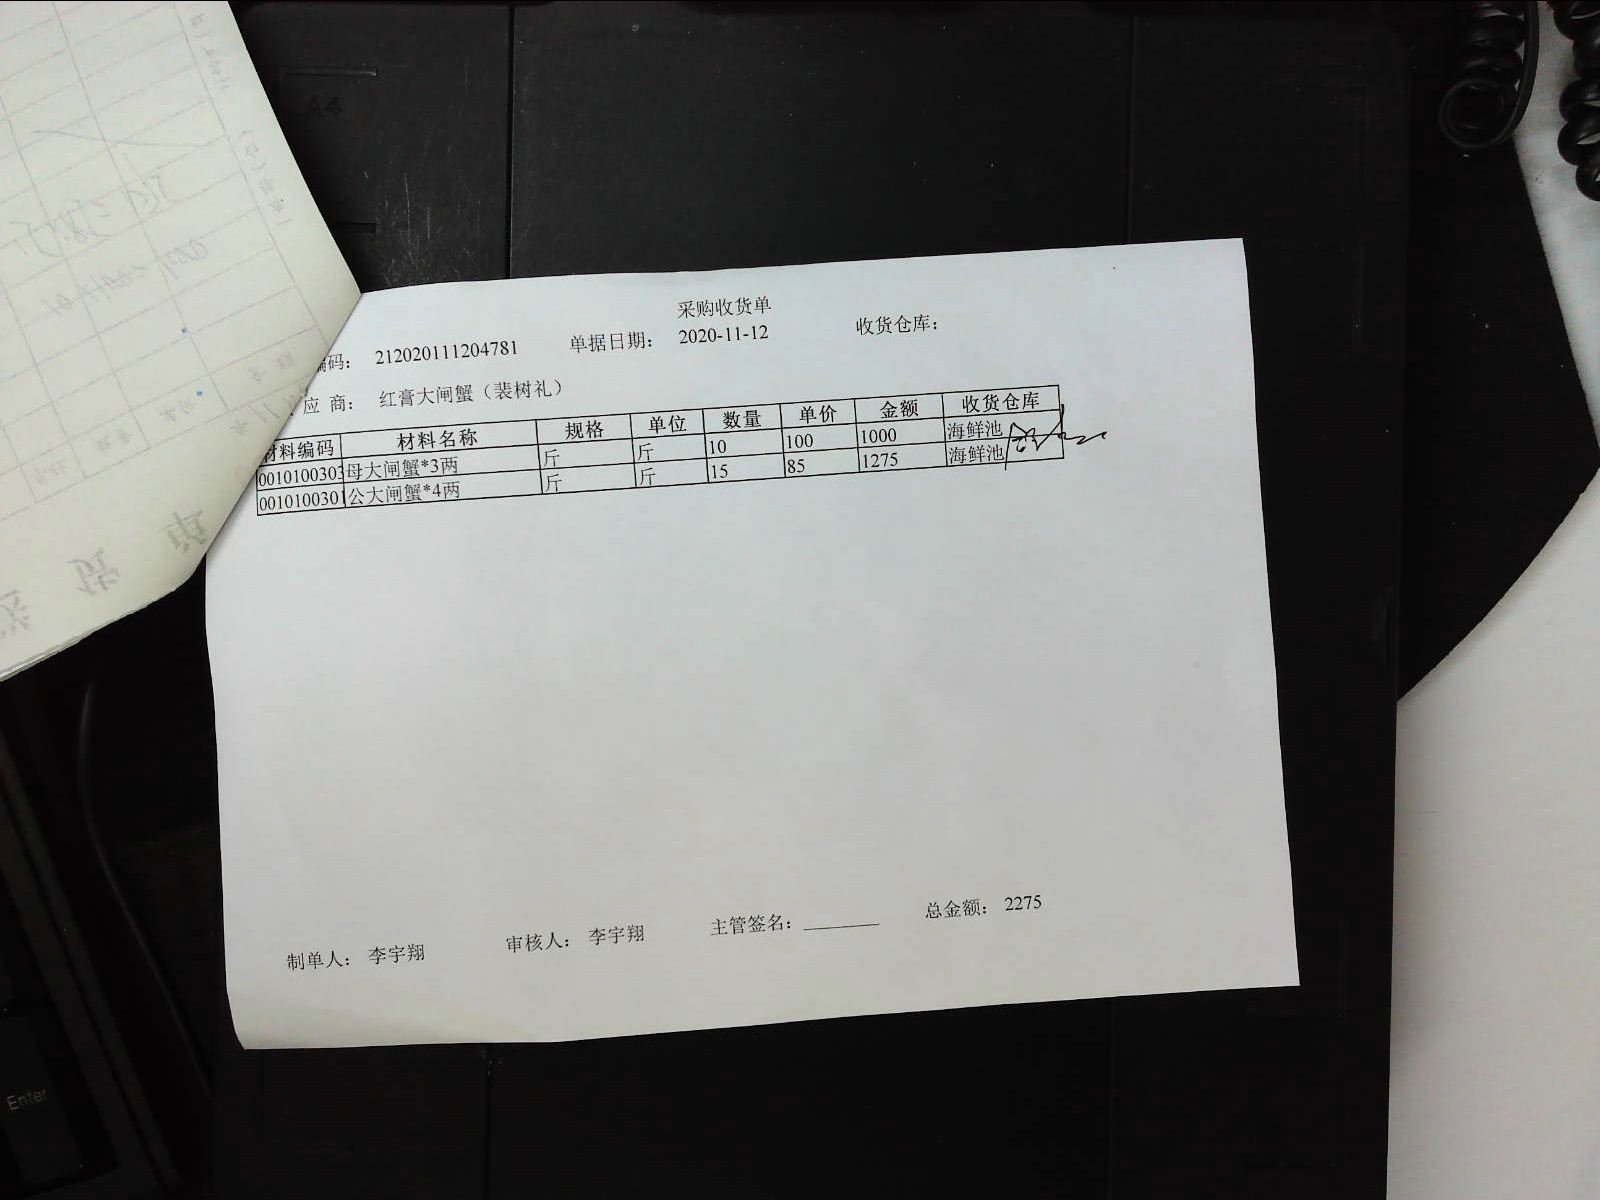 采购收货单
编码： 212020111204781 单据日期： 2020-11-12 收货仓库：
应 商： 红膏大闸蟹（裴树礼）
材料编码 材料名称 规格 单位 数量 单价 金额 收货仓库
0010100303 母大闸蟹*3两 斤 斤 10 100 1000 海鲜池
0010100301 公大闸蟹*4两 斤 斤 15 85 1275 海鲜池
制单人： 李宇翔 审核人： 李宇翔 主管签名： 总金额： 2275
Enter